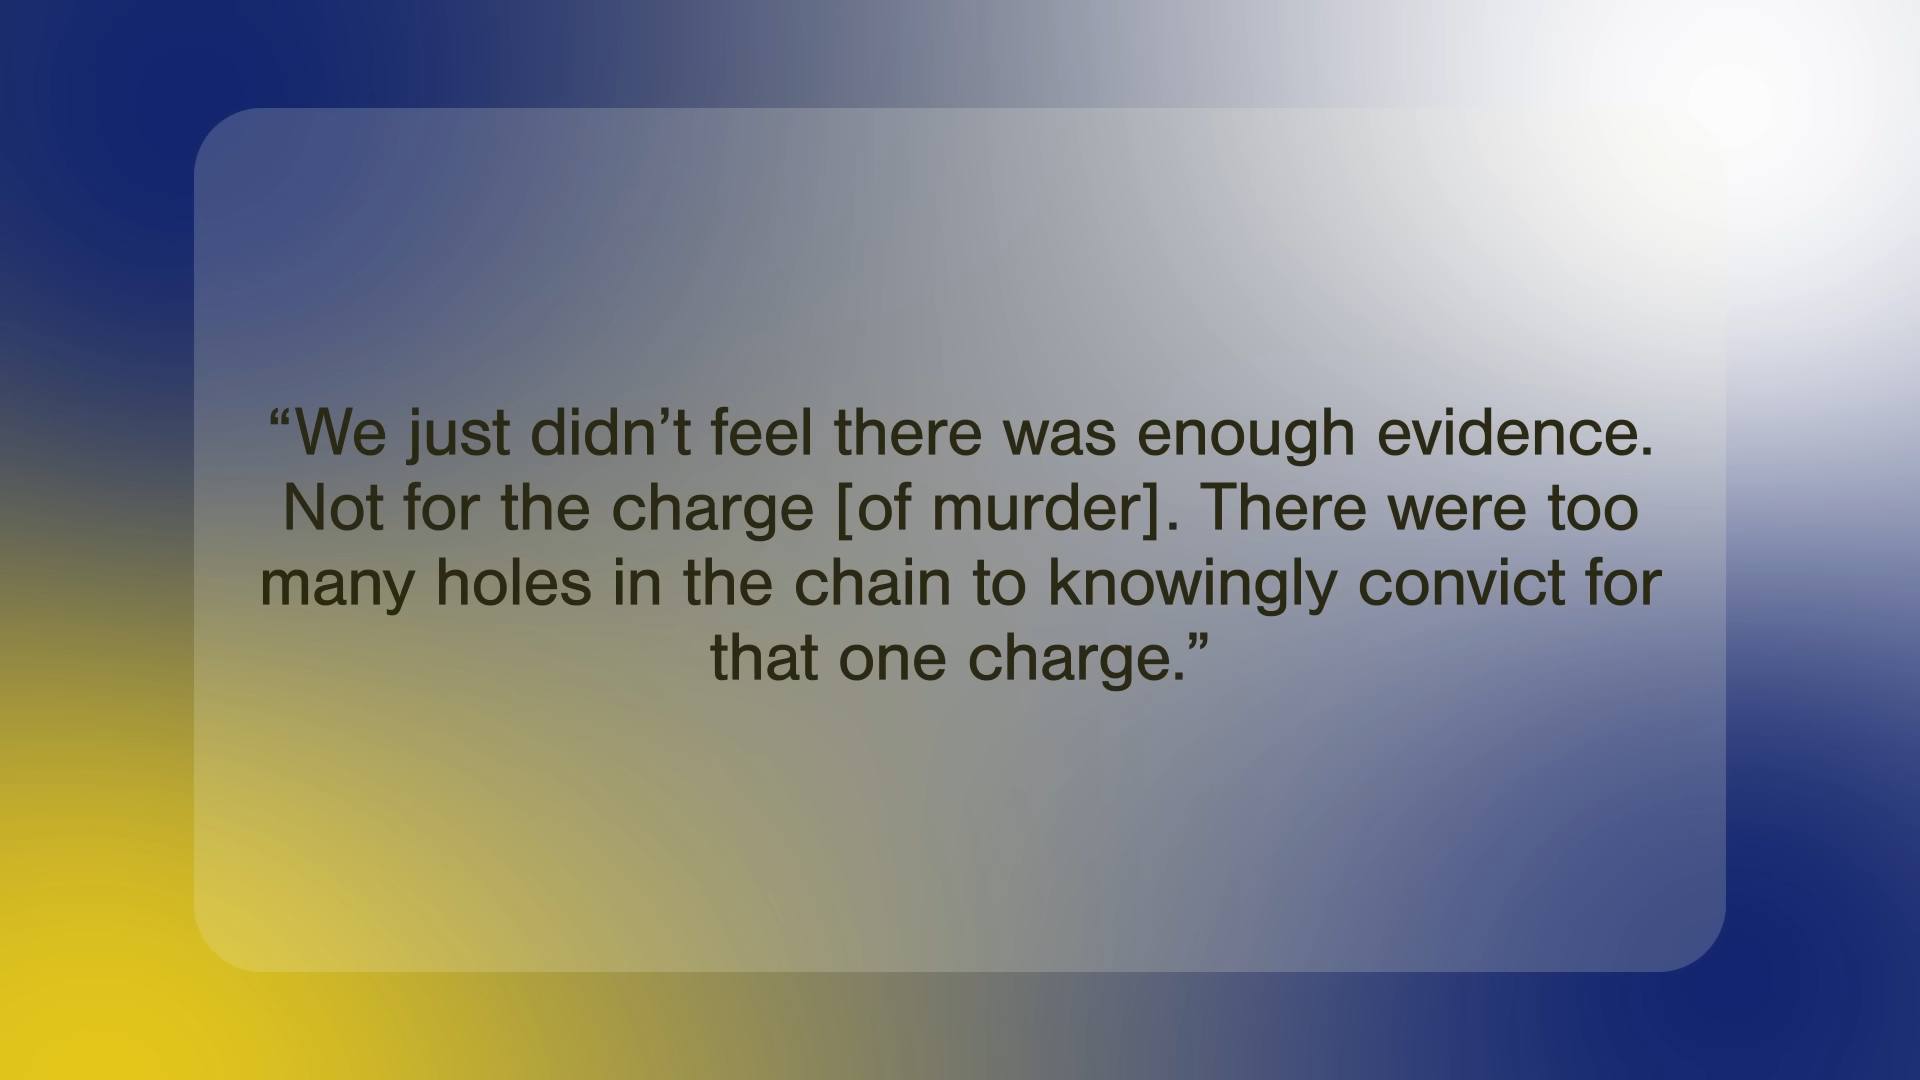 “We just didn’t feel there was enough evidence.
Not for the charge [of murder]. There were too
many holes in the chain to knowingly convict for
that one charge.”